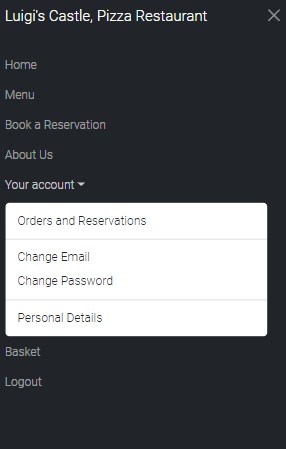 Luigi's Castle, Pizza Restaurant
Home
Menu
Book a Reservation
About Us
Your account
Orders and Reservations
Change Email
Change Password
Personal Details
Basket
Logout